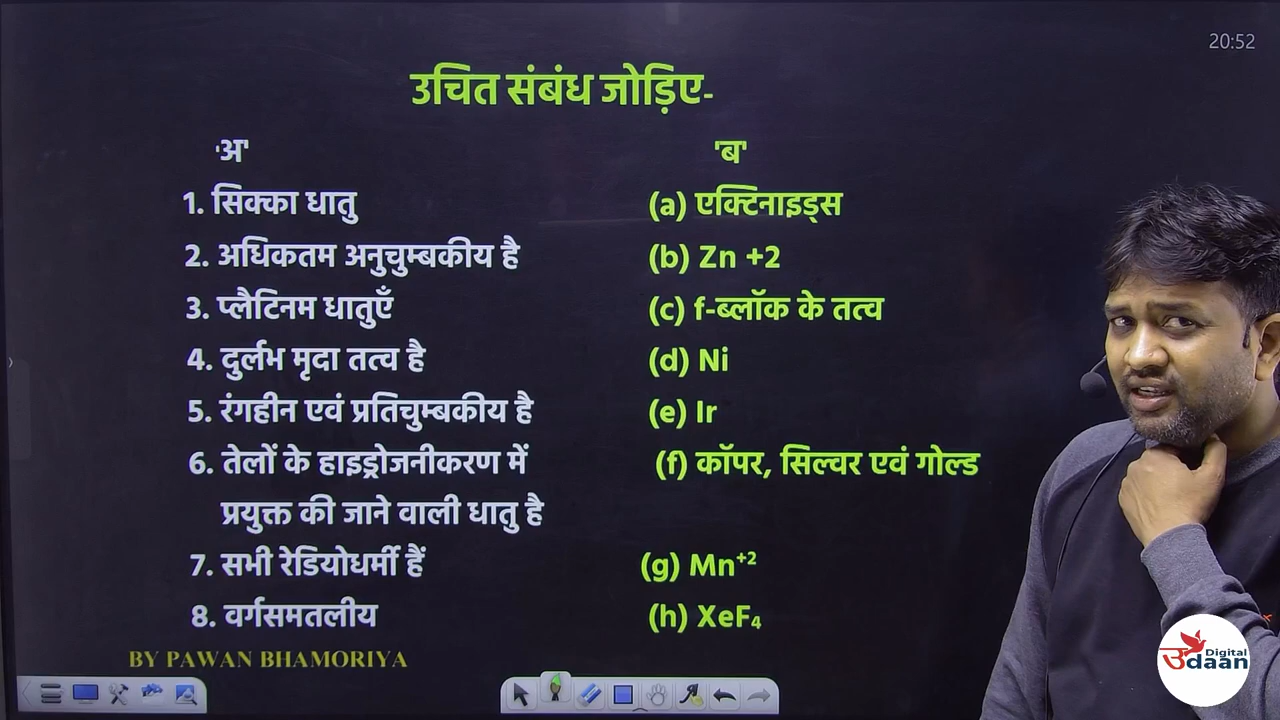 20:52
उचित संबंध जोड़िए-
'अ' 'ब'
1. सिक्का धातु (a) एक्टिनाइड्स
2. अधिकतम अनुचुम्बकीय है (b) Zn +2
3. प्लैटिनम धातुएँ (c) f-ब्लॉक के तत्व
4. दुर्लभ मृदा तत्व है (d) Ni
5. रंगहीन एवं प्रतिचुम्बकीय है (e) Ir
6. तेलों के हाइड्रोजनीकरण में (f) कॉपर, सिल्वर एवं गोल्ड
प्रयुक्त की जाने वाली धातु है
7. सभी रेडियोधर्मी हैं (g) Mn⁺²
8. वर्गसमतलीय (h) XeF₄
BY PAWAN BHAMORIYA
Digital
उdaan